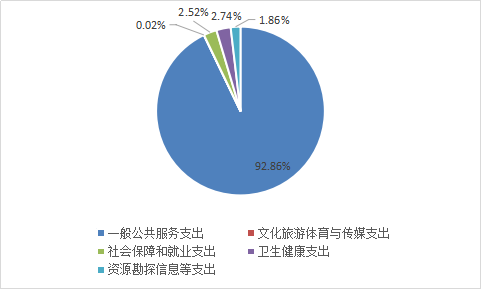 2.52%
2.74%
1.86%
0.02%
92.86%
一般公共服务支出
文化旅游体育与传媒支出
社会保障和就业支出
卫生健康支出
资源勘探信息等支出